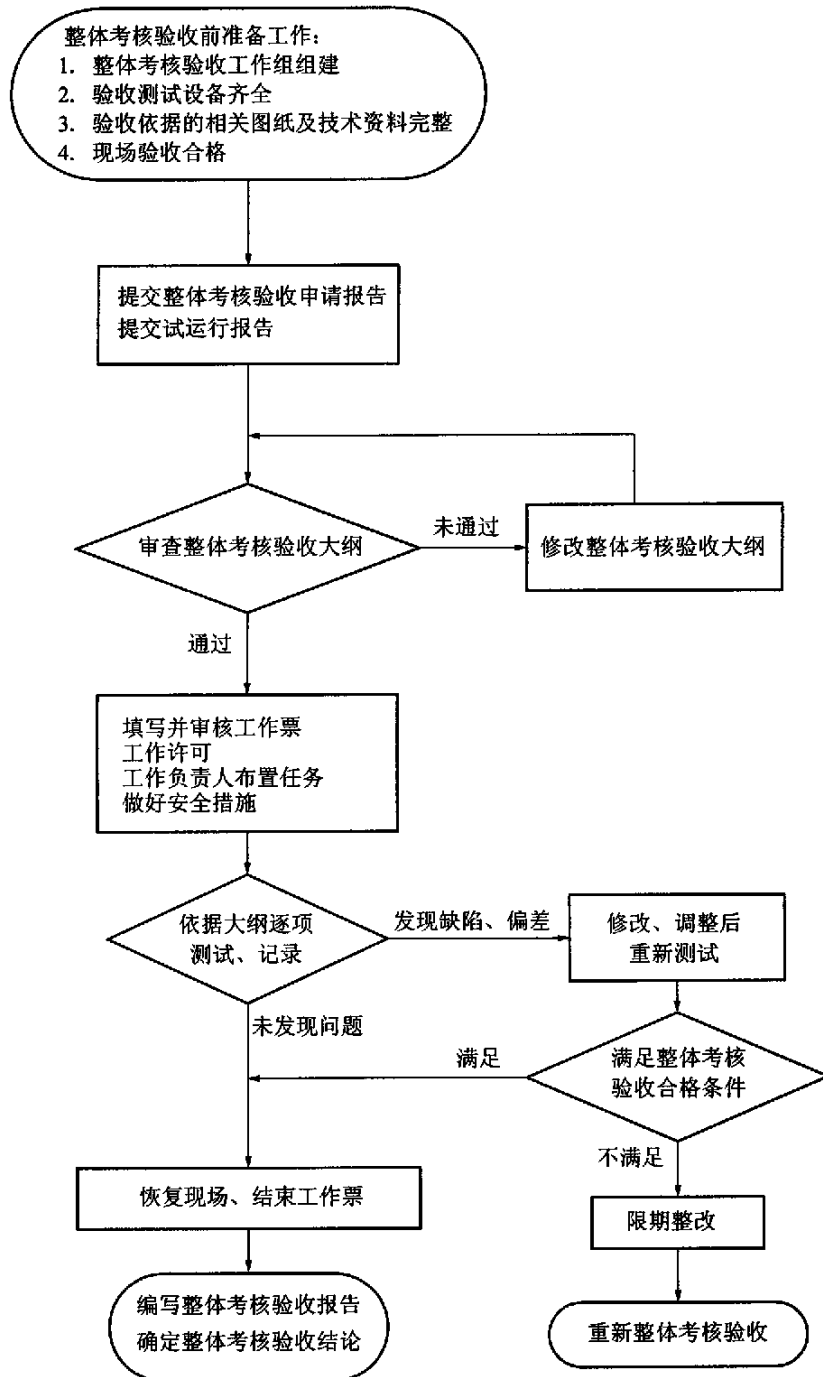 整体考核验收前准备工作：
1. 整体考核验收工作组组建
2. 验收测试设备齐全
3. 验收依据的相关图纸及技术资料完整
4. 现场验收合格
提交整体考核验收申请报告
提交试运行报告
审查整体考核验收大纲
未通过
修改整体考核验收大纲
通过
填写并审核工作票
工作许可
工作负责人布置任务
做好安全措施
依据大纲逐项
测试、记录
发现缺陷、偏差
修改、调整后
重新测试
未发现问题
满足
满足整体考核
验收合格条件
不满足
恢复现场、结束工作票
限期整改
编写整体考核验收报告
确定整体考核验收结论
重新整体考核验收